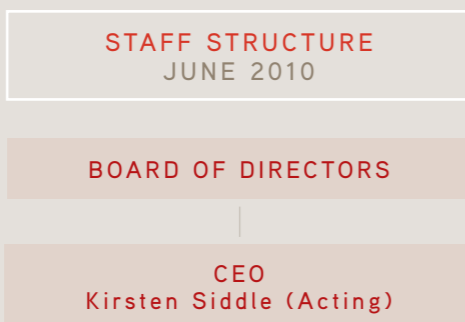 STAFF STRUCTURE
JUNE 2010
BOARD OF DIRECTORS
CEO
Kirsten Siddle (Acting)